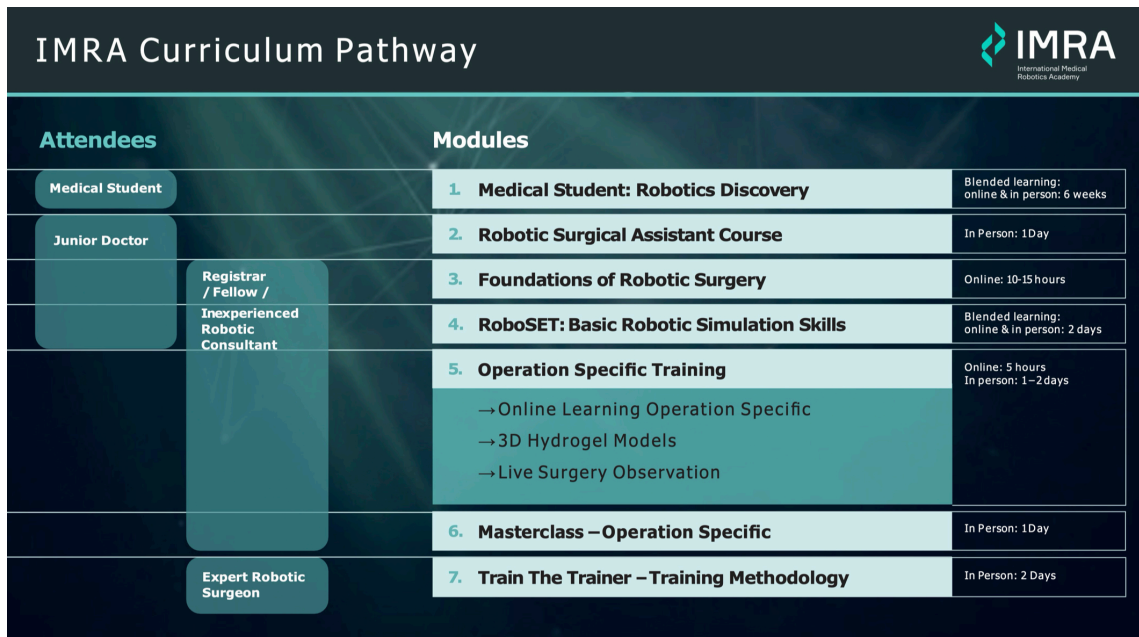 IMRA Curriculum Pathway
IMRA
International Medical
Robotics Academy
Attendees
Modules
Medical Student
1. Medical Student: Robotics Discovery
Blended learning:
online & in person: 6 weeks
Junior Doctor
2. Robotic Surgical Assistant Course
In Person: 1 Day
Registrar
/ Fellow /
Inexperienced
Robotic
Consultant
3. Foundations of Robotic Surgery
Online: 10-15 hours
4. RoboSET: Basic Robotic Simulation Skills
Blended learning:
online & in person: 2 days
5. Operation Specific Training
Online: 5 hours
In person: 1–2 days
→Online Learning Operation Specific
→3D Hydrogel Models
→Live Surgery Observation
6. Masterclass – Operation Specific
In Person: 1 Day
Expert Robotic
Surgeon
7. Train The Trainer – Training Methodology
In Person: 2 Days